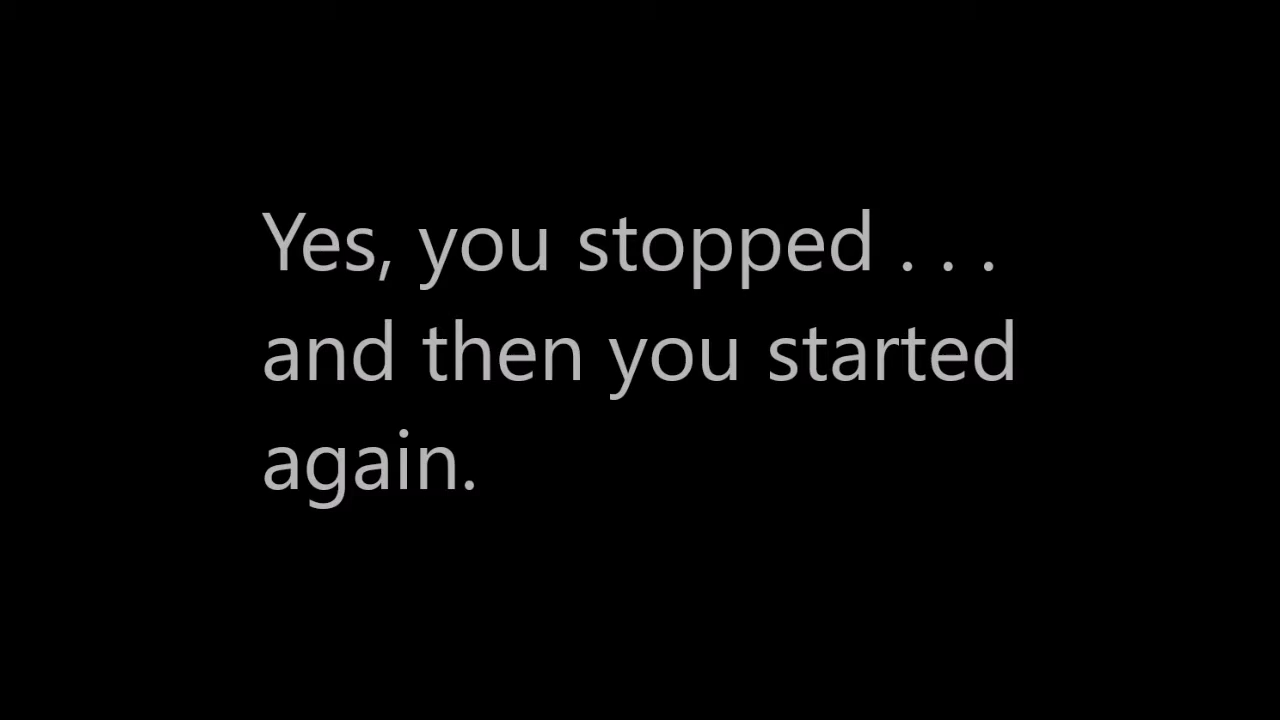 Yes, you stopped . . .
and then you started
again.